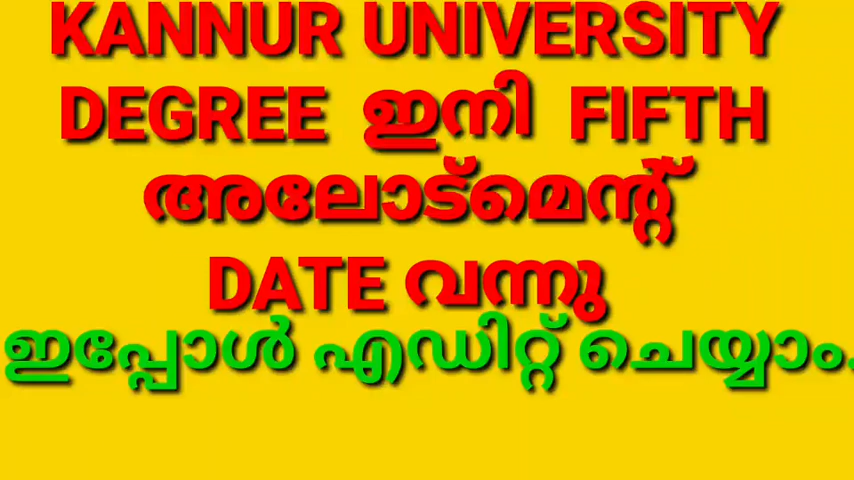 KANNUR UNIVERSITY
DEGREE ഇനി FIFTH
അലോട്മെന്റ്
DATE വന്നു
ഇപ്പോൾ എഡിറ്റ് ചെയ്യാം.